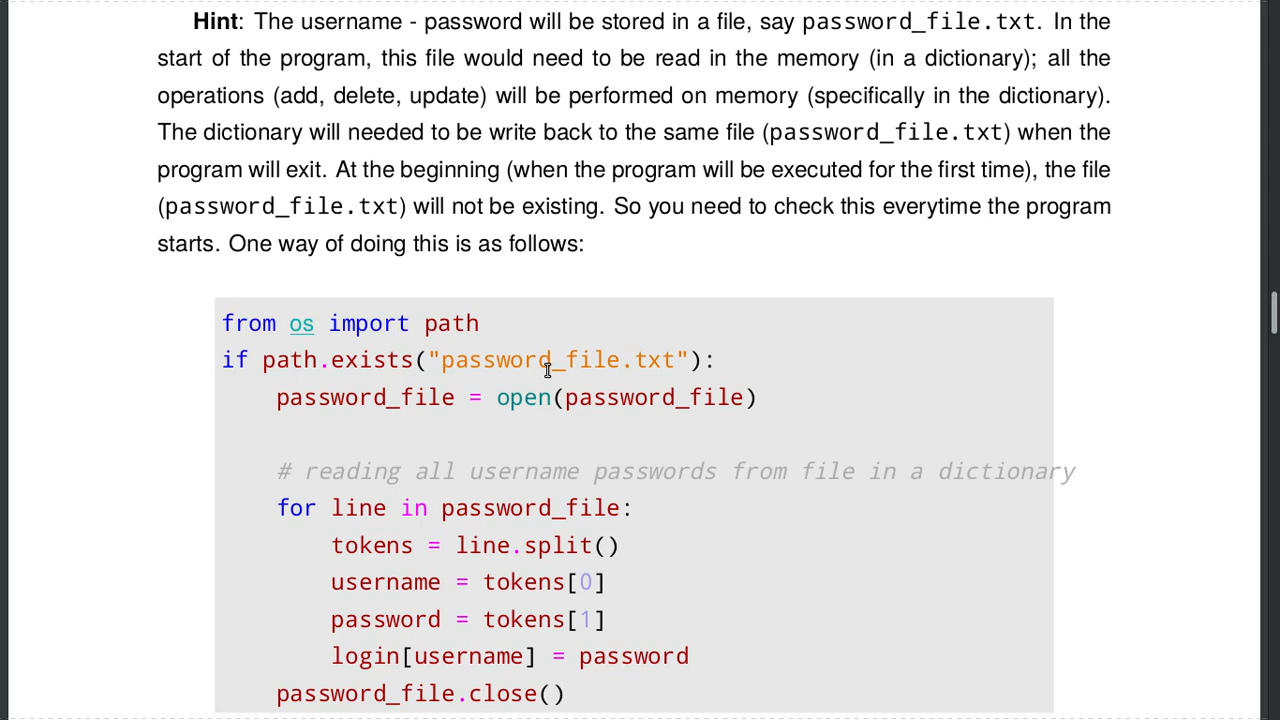 Hint: The username - password will be stored in a file, say password_file.txt. In the
start of the program, this file would need to be read in the memory (in a dictionary); all the
operations (add, delete, update) will be performed on memory (specifically in the dictionary).
The dictionary will needed to be write back to the same file (password_file.txt) when the
program will exit. At the beginning (when the program will be executed for the first time), the file
(password_file.txt) will not be existing. So you need to check this everytime the program
starts. One way of doing this is as follows:
from os import path
if path.exists("password_file.txt"):
    password_file = open(password_file)
    # reading all username passwords from file in a dictionary
    for line in password_file:
        tokens = line.split()
        username = tokens[0]
        password = tokens[1]
        login[username] = password
    password_file.close()